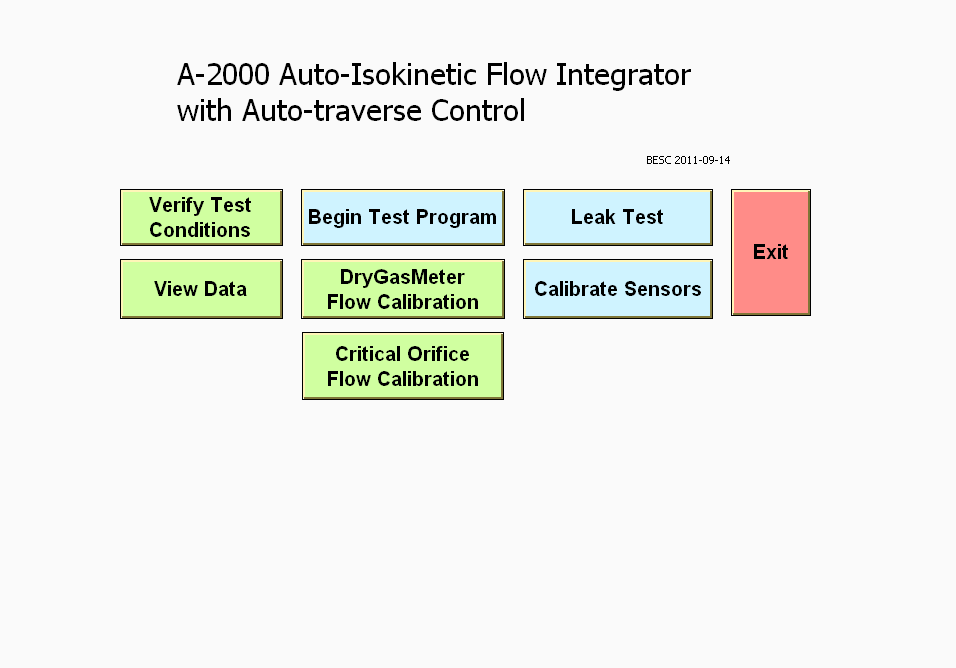 A-2000 Auto-Isokinetic Flow Integrator
with Auto-traverse Control
BESC 2011-09-14
Verify Test
Conditions
Begin Test Program
Leak Test
Exit
View Data
DryGasMeter
Flow Calibration
Calibrate Sensors
Critical Orifice
Flow Calibration